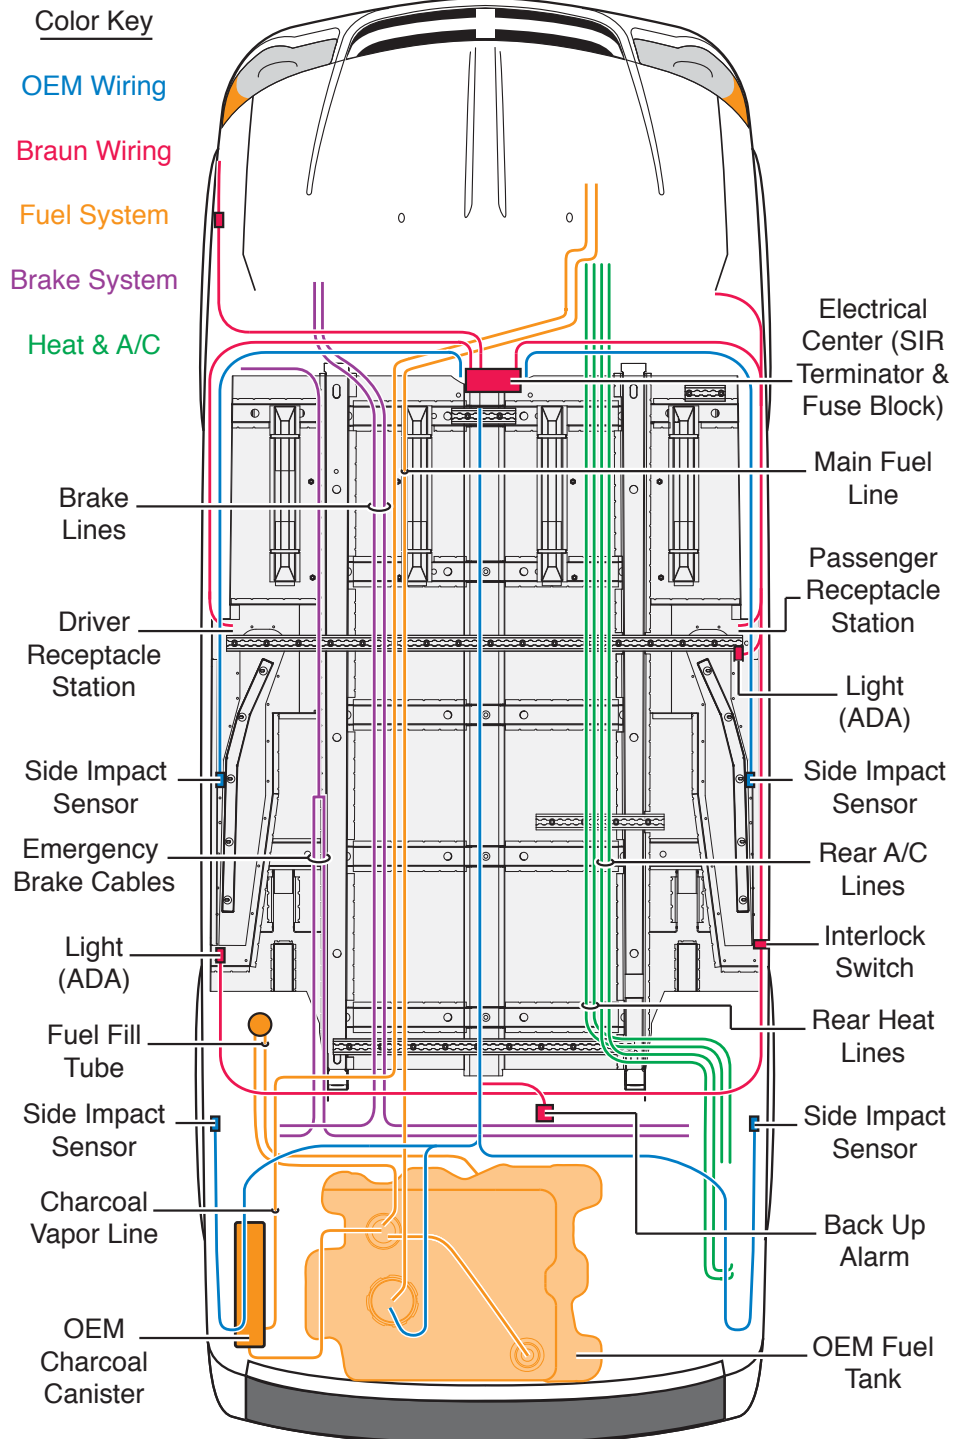 Color Key
OEM Wiring
Braun Wiring
Fuel System
Brake System
Heat & A/C
Electrical
Center (SIR
Terminator &
Fuse Block)
Main Fuel
Line
Brake
Lines
Passenger
Receptacle
Station
Driver
Receptacle
Station
Light
(ADA)
Side Impact
Sensor
Side Impact
Sensor
Emergency
Brake Cables
Rear A/C
Lines
Light
(ADA)
Interlock
Switch
Fuel Fill
Tube
Rear Heat
Lines
Side Impact
Sensor
Side Impact
Sensor
Charcoal
Vapor Line
Back Up
Alarm
OEM
Charcoal
Canister
OEM Fuel
Tank